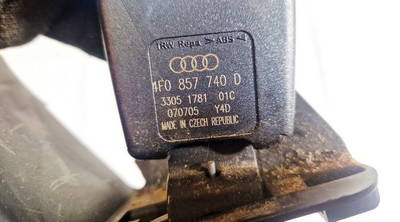 TRW Repa >ABS<
4F0 857 740 D
3305 1781 01C
070705 Y4D
MADE IN CZECH REPUBLIC